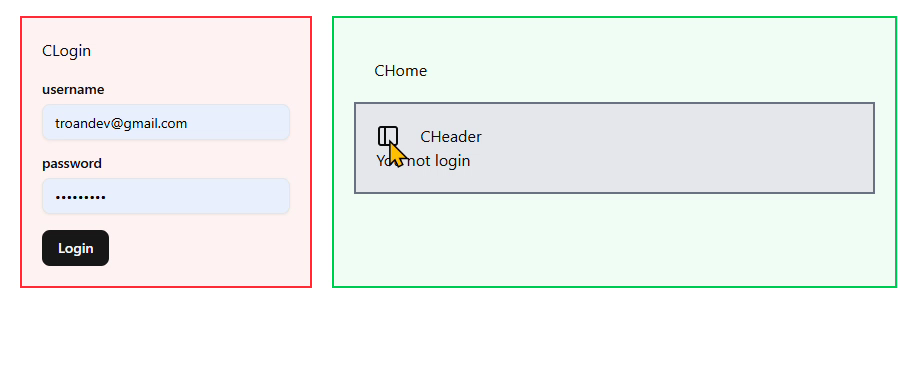 CLogin
username
troandev@gmail.com
password
•••••••••
Login
CHome
CHeader
not login